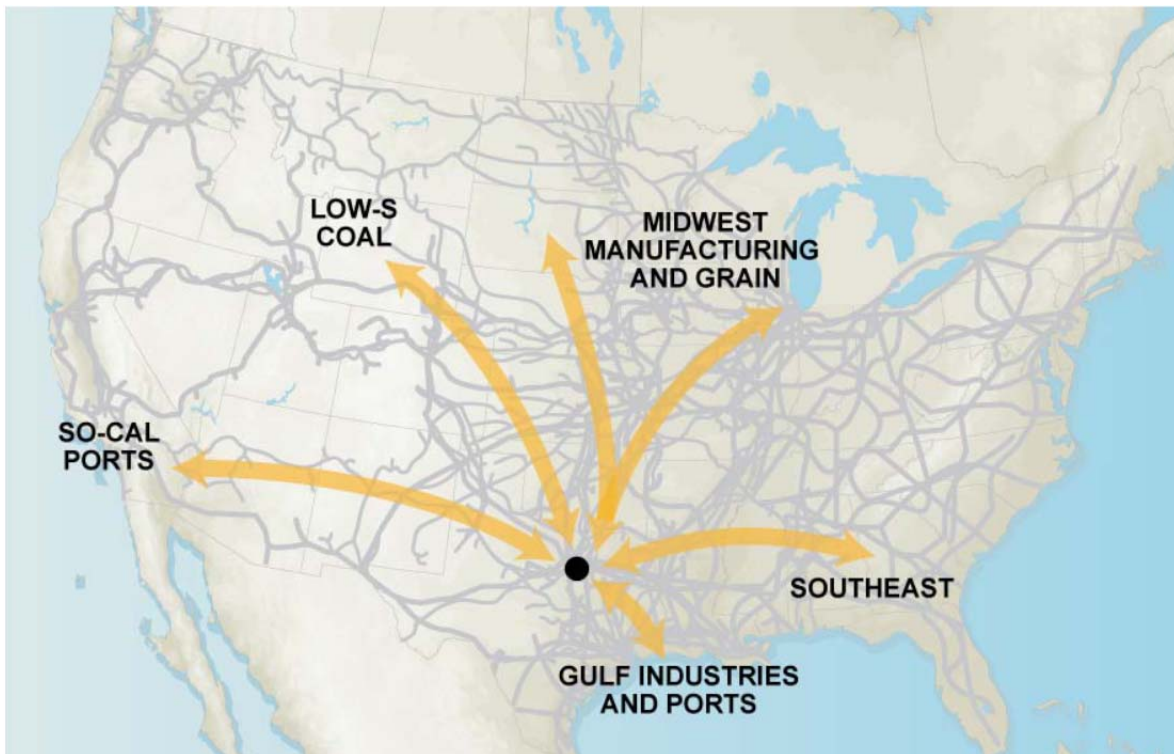 LOW-S
COAL
MIDWEST
MANUFACTURING
AND GRAIN
SO-CAL
PORTS
SOUTHEAST
GULF INDUSTRIES
AND PORTS